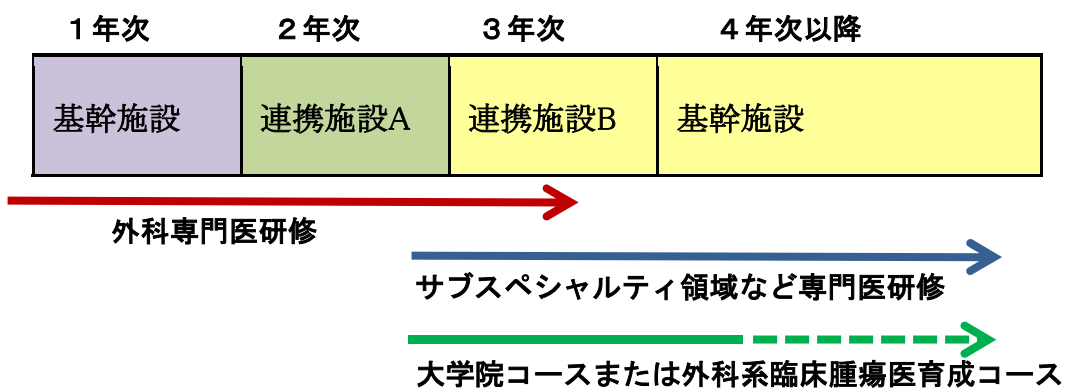 １年次 ２年次 ３年次 ４年次以降
基幹施設 連携施設A 連携施設B 基幹施設
外科専門医研修
サブスペシャルティ領域など専門医研修
大学院コースまたは外科系臨床腫瘍医育成コース